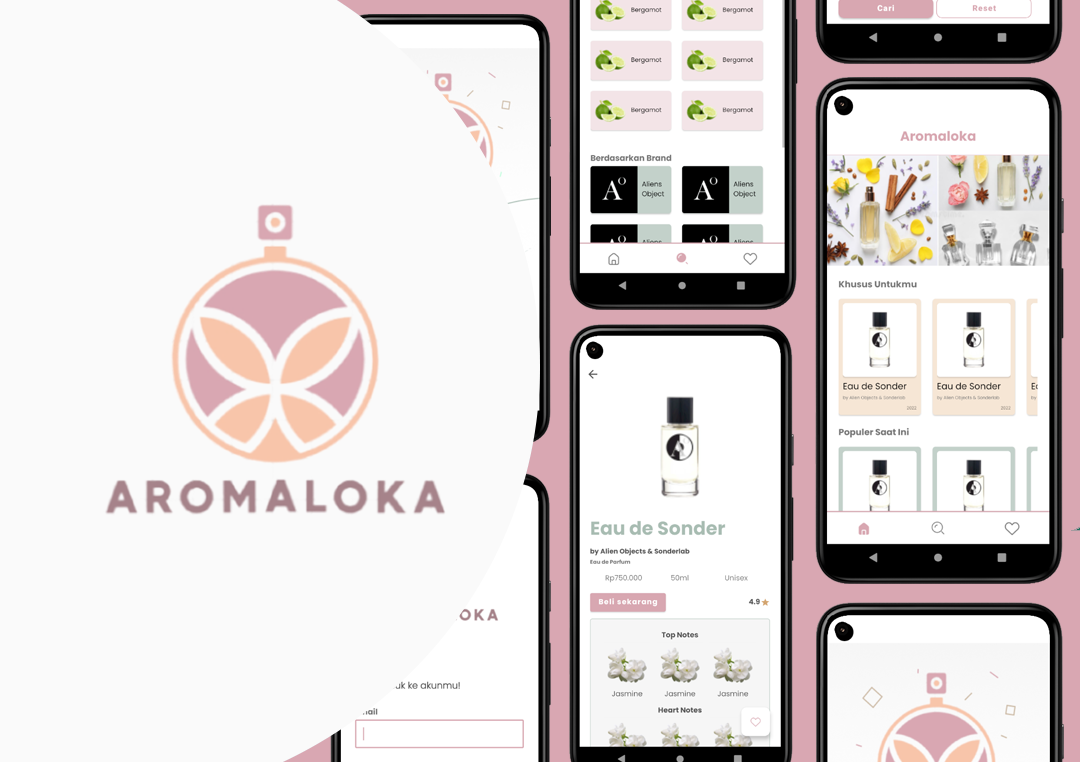 AROMALOKA
OKA
uk ke akunmu!
ail
Bergamot
Bergamot
Bergamot
Bergamot
Bergamot
Bergamot
Berdasarkan Brand
A°
Aliens
Object
A°
Aliens
Object
Aliens
Aliens
Eau de Sonder
by Alien Objects & Sonderlab
Eau de Parfum
Rp750.000 50ml Unisex
Beli sekarang 4.9
Top Notes
Jasmine Jasmine Jasmine
Heart Notes
Cari Reset
Aromaloka
Khusus Untukmu
Eau de Sonder
by Alien Objects & Sonderlab
2022
Eau de Sonder
by Alien Objects & Sonderlab
2022
Populer Saat Ini